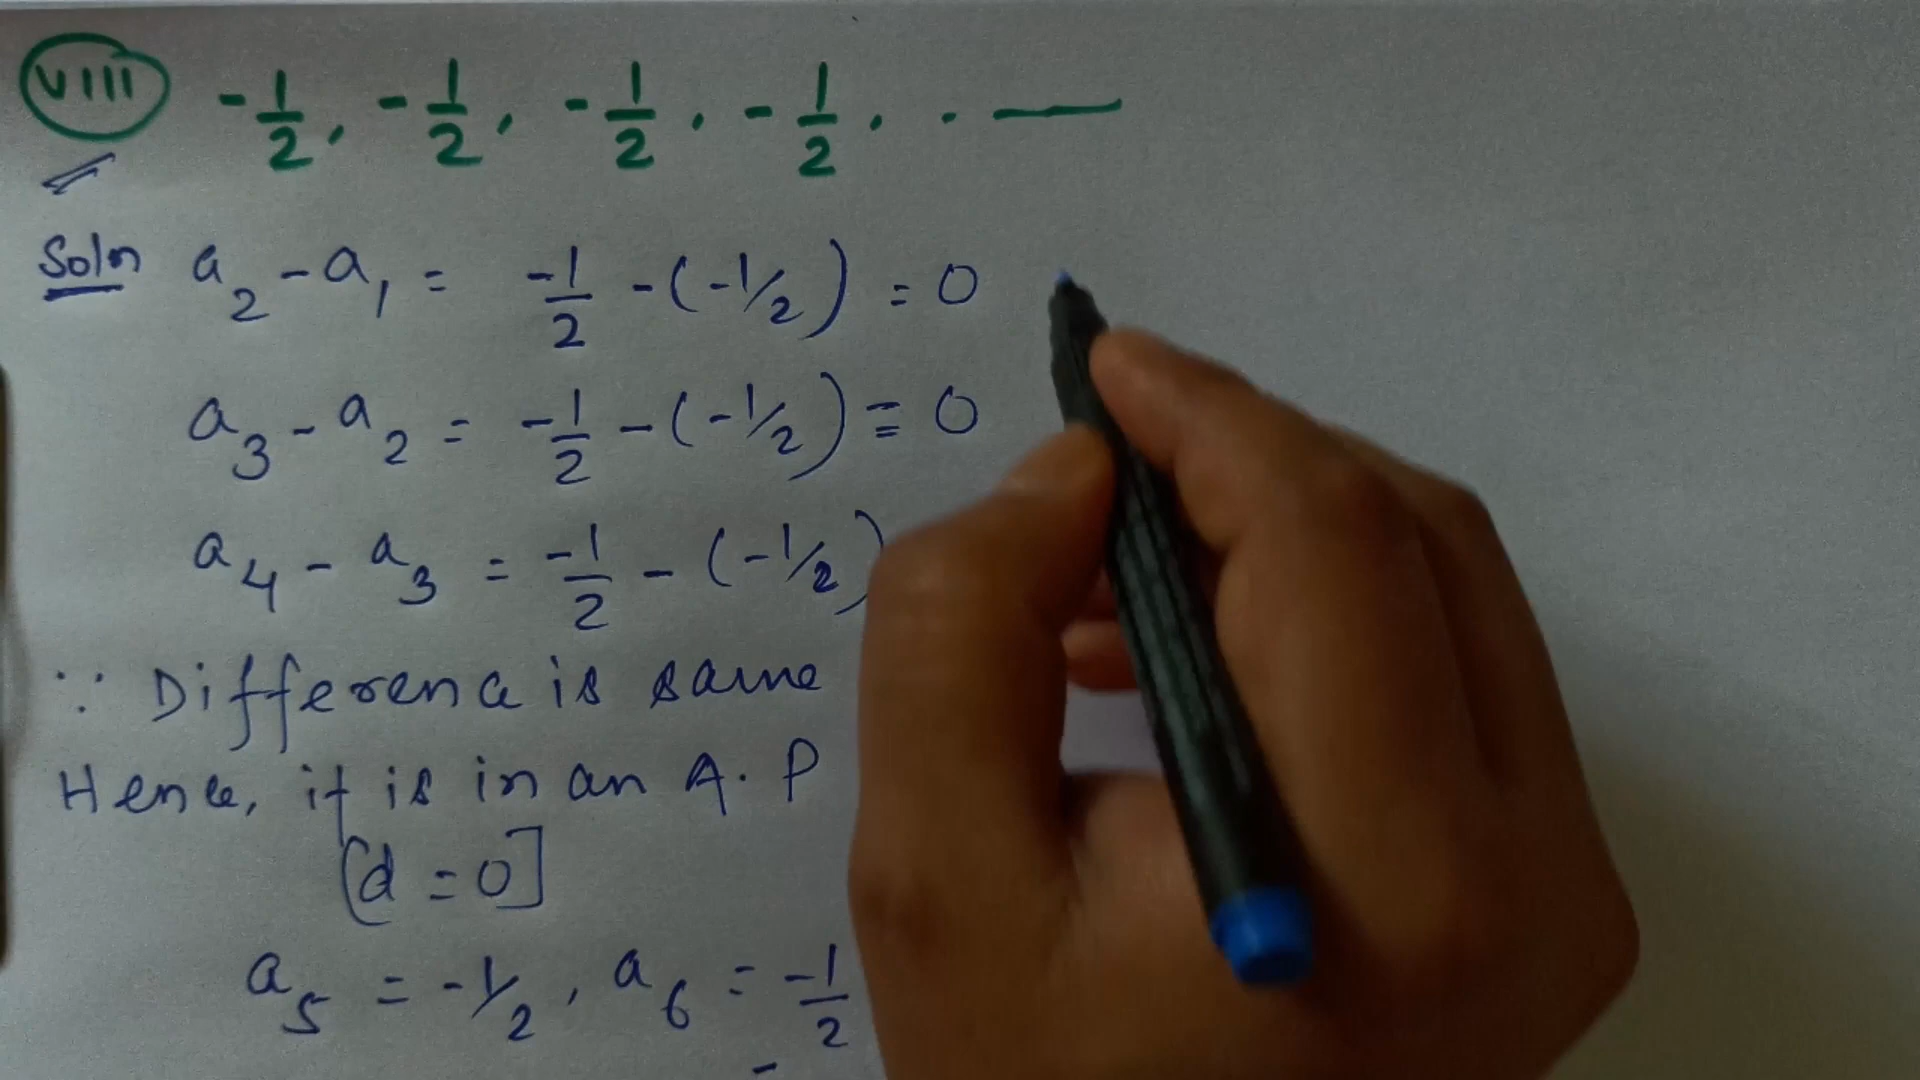 VIII -1/2, -1/2, -1/2, -1/2, . —
Soln a2 - a1 = -1/2 - (-1/2) = 0
a3 - a2 = -1/2 - (-1/2) = 0
a4 - a3 = -1/2 - (-1/2)
∵ Difference is same
Hence, it is in an A.P
[d = 0]
a5 = -1/2, a6 = -1/2